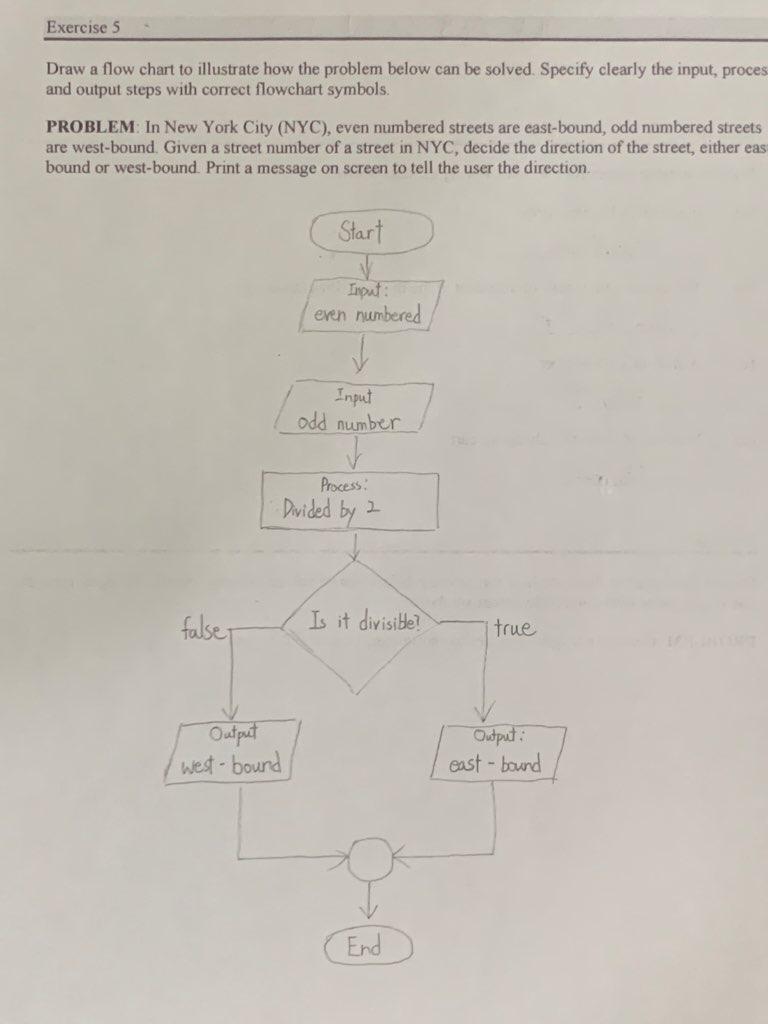 Exercise 5
Draw a flow chart to illustrate how the problem below can be solved. Specify clearly the input, proces
and output steps with correct flowchart symbols.
PROBLEM: In New York City (NYC), even numbered streets are east-bound, odd numbered streets
are west-bound. Given a street number of a street in NYC, decide the direction of the street, either eas
bound or west-bound. Print a message on screen to tell the user the direction.
Start
Input:
even numbered
Input
odd number
Process:
Divided by 2
Is it divisible?
false
true
Output
west-bound
Output:
east-bound
End